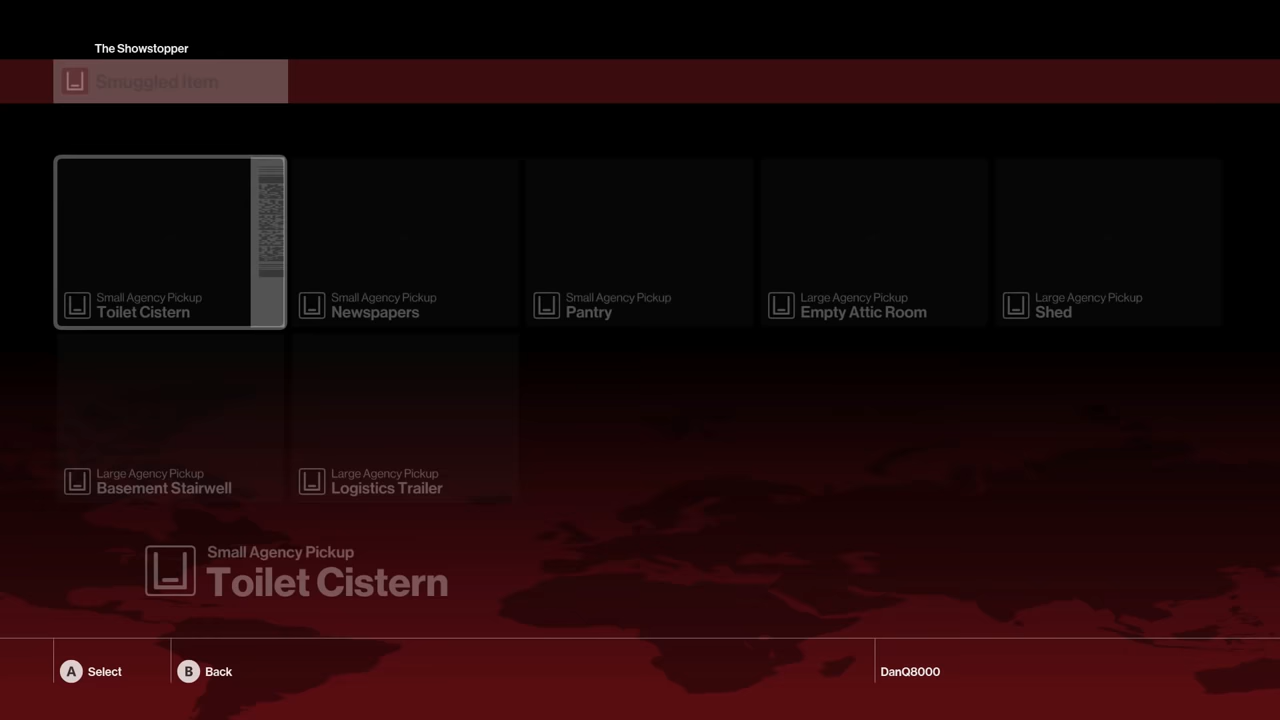 The Showstopper
Smuggled Item
Small Agency Pickup
Toilet Cistern
Small Agency Pickup
Newspapers
Small Agency Pickup
Pantry
Large Agency Pickup
Empty Attic Room
Large Agency Pickup
Shed
Large Agency Pickup
Basement Stairwell
Large Agency Pickup
Logistics Trailer
Small Agency Pickup
Toilet Cistern
A Select
B Back
DanQ8000